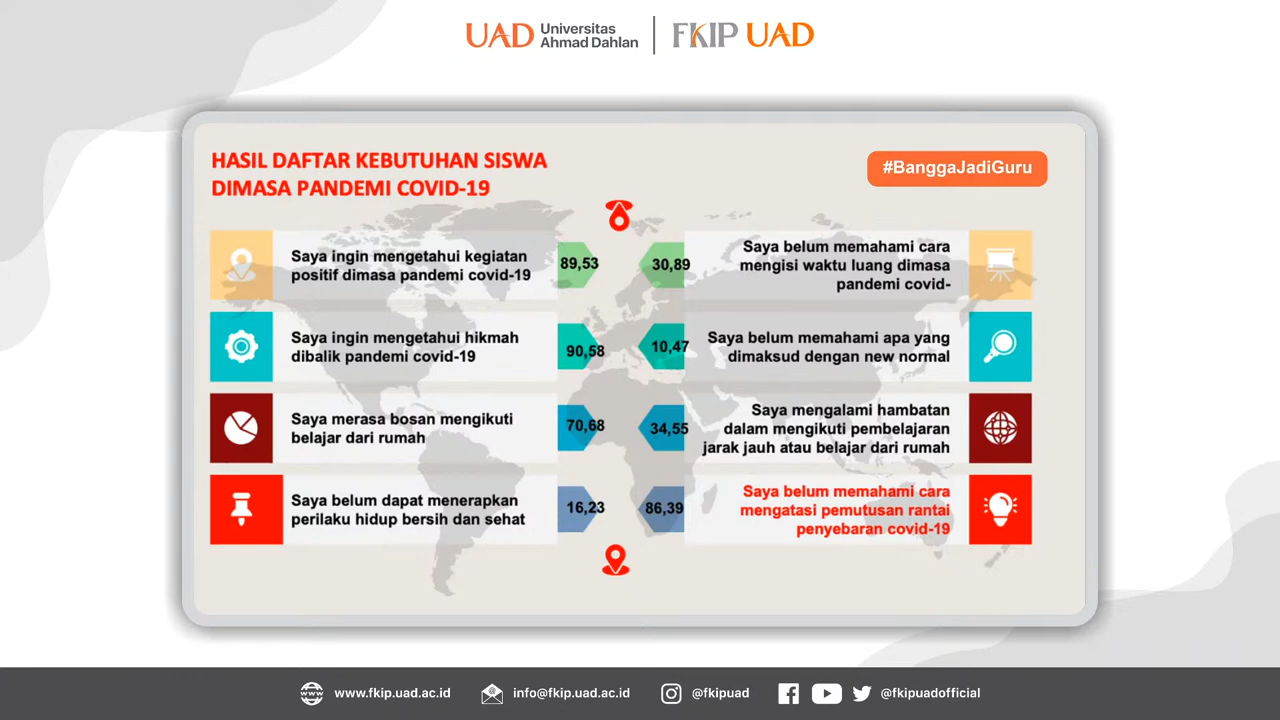 UAD Universitas
Ahmad Dahlan
FKIP UAD
HASIL DAFTAR KEBUTUHAN SISWA
DIMASA PANDEMI COVID-19
#BanggaJadiGuru
Saya ingin mengetahui kegiatan
positif dimasa pandemi covid-19
89,53
30,89
Saya belum memahami cara
mengisi waktu luang dimasa
pandemi covid-
Saya ingin mengetahui hikmah
dibalik pandemi covid-19
90,58
10,47
Saya belum memahami apa yang
dimaksud dengan new normal
Saya merasa bosan mengikuti
belajar dari rumah
70,68
34,55
Saya mengalami hambatan
dalam mengikuti pembelajaran
jarak jauh atau belajar dari rumah
Saya belum dapat menerapkan
perilaku hidup bersih dan sehat
16,23
86,39
Saya belum memahami cara
mengatasi pemutusan rantai
penyebaran covid-19
www.fkip.uad.ac.id
info@fkip.uad.ac.id
@fkipuad
@fkipuadofficial